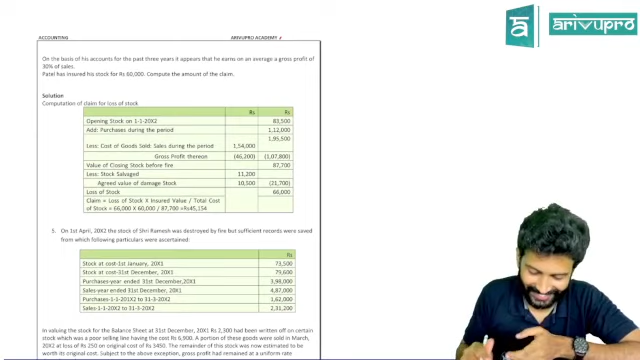 arivupro
ACADEMY
ACCOUNTING ARIVUPRO ACADEMY
On the basis of his accounts for the past three years it appears that he earns on an average a gross profit of
30% of sales.
Patel has insured his stock for Rs 60,000. Compute the amount of the claim.
Solution
Computation of claim for loss of stock
Rs Rs
Opening Stock on 1-1-20X2 83,500
Add: Purchases during the period 1,12,000
1,95,500
Less: Cost of Goods Sold: Sales during the period 1,54,000
Gross Profit thereon (46,200) (1,07,800)
Value of Closing Stock before fire 87,700
Less: Stock Salvaged 11,200
Agreed value of damage Stock 10,500 (21,700)
Loss of Stock 66,000
Claim = Loss of Stock X Insured Value / Total Cost
of Stock = 66,000 X 60,000 / 87,700 =Rs45,154
5. On 1st April, 20X2 the stock of Shri Ramesh was destroyed by fire but sufficient records were saved
from which following particulars were ascertained:
Rs
Stock at cost-1st January, 20X1 73,500
Stock at cost-31st December, 20X1 79,600
Purchases-year ended 31st December,20X1 3,98,000
Sales-year ended 31st December, 20X1 4,87,000
Purchases-1-1-201X2 to 31-3-20X2 1,62,000
Sales-1-1-20X2 to 31-3-20X2 2,31,200
In valuing the stock for the Balance Sheet at 31st December, 20X1 Rs 2,300 had been written off on certain
stock which was a poor selling line having the cost Rs 6,900. A portion of these goods were sold in March,
20X2 at loss of Rs 250 on original cost of Rs 3450. The remainder of this stock was now estimated to be
worth its original cost. Subject to the above exception, gross profit had remained at a uniform rate